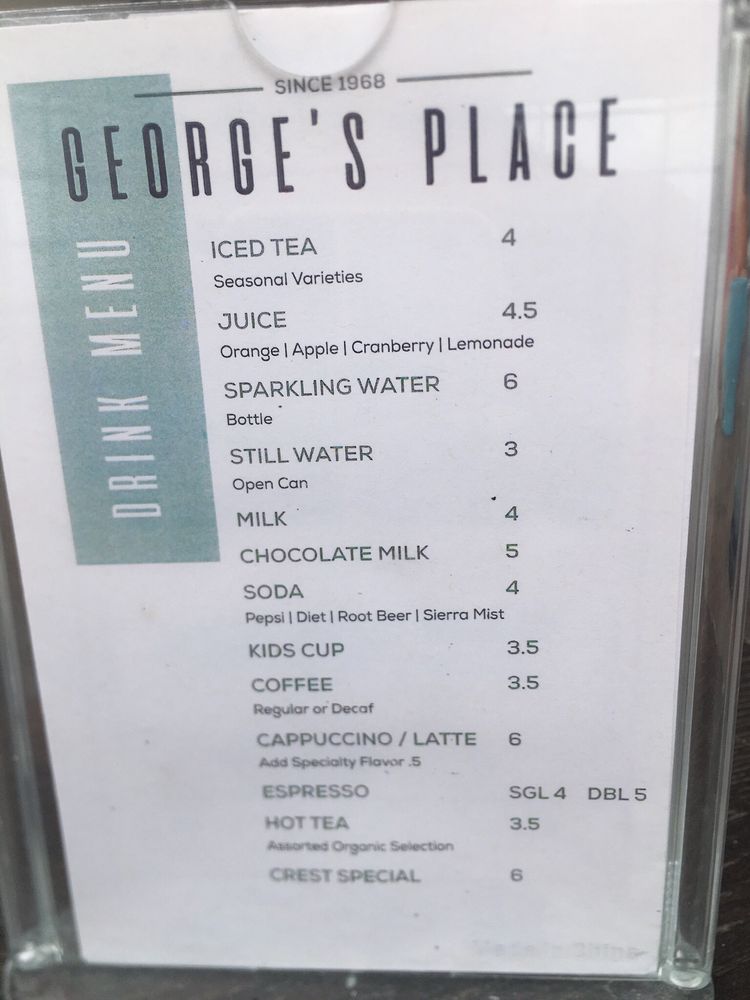 SINCE 1968
GEORGE'S PLACE
DRINK MENU
ICED TEA 4
Seasonal Varieties
JUICE 4.5
Orange | Apple | Cranberry | Lemonade
SPARKLING WATER 6
Bottle
STILL WATER 3
Open Can
MILK 4
CHOCOLATE MILK 5
SODA 4
Pepsi | Diet | Root Beer | Sierra Mist
KIDS CUP 3.5
COFFEE 3.5
Regular or Decaf
CAPPUCCINO / LATTE 6
Add Specialty Flavor .5
ESPRESSO SGL 4 DBL 5
HOT TEA 3.5
Assorted Organic Selection
CREST SPECIAL 6
Made in China